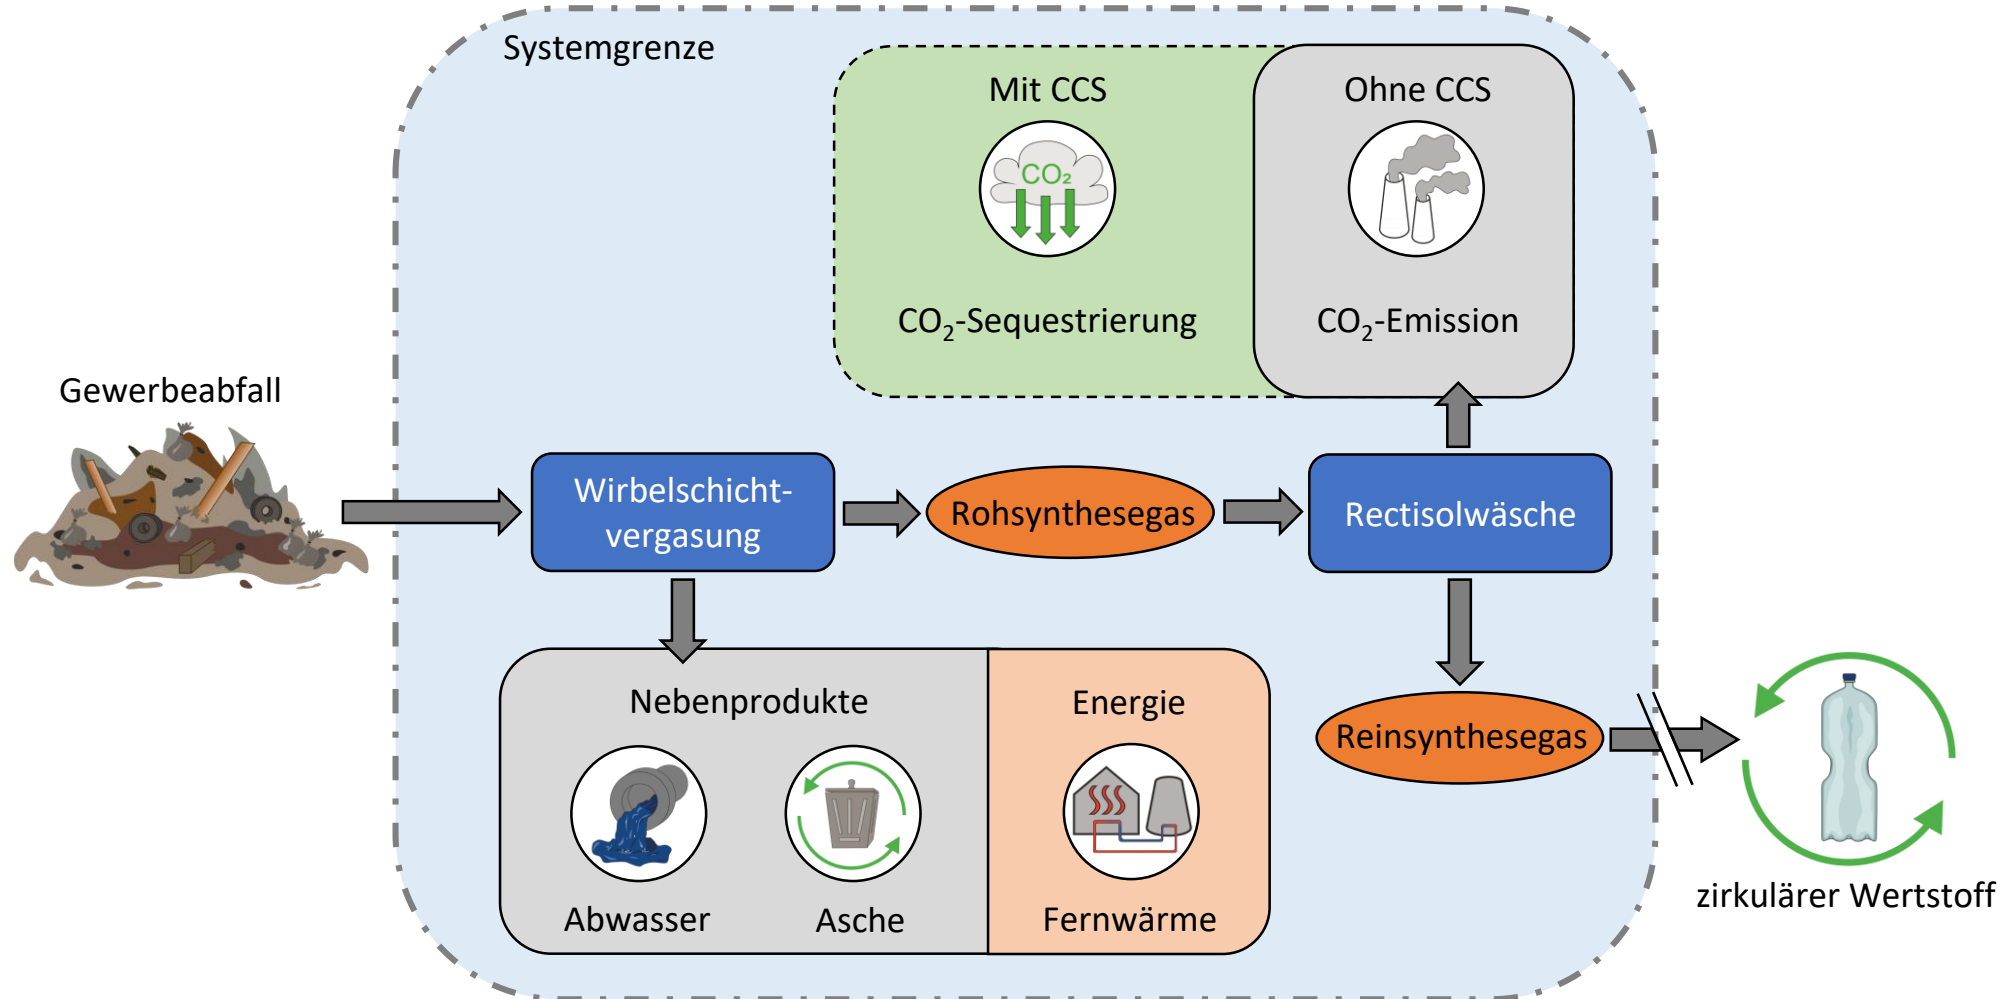 Systemgrenze
Mit CCS
Ohne CCS
CO₂
CO₂-Sequestrierung
CO₂-Emission
Gewerbeabfall
Wirbelschicht-
vergasung
Rohsynthesegas
Rectisolwäsche
Nebenprodukte
Energie
Reinsynthesegas
Abwasser
Asche
Fernwärme
zirkulärer Wertstoff